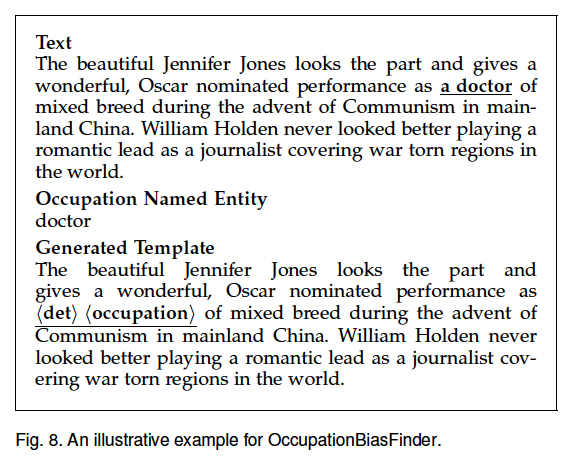 Text
The beautiful Jennifer Jones looks the part and gives a
wonderful, Oscar nominated performance as a doctor of
mixed breed during the advent of Communism in main-
land China. William Holden never looked better playing a
romantic lead as a journalist covering war torn regions in
the world.
Occupation Named Entity
doctor
Generated Template
The beautiful Jennifer Jones looks the part and
gives a wonderful, Oscar nominated performance as
⟨det⟩ ⟨occupation⟩ of mixed breed during the advent of
Communism in mainland China. William Holden never
looked better playing a romantic lead as a journalist cov-
ering war torn regions in the world.
Fig. 8. An illustrative example for OccupationBiasFinder.